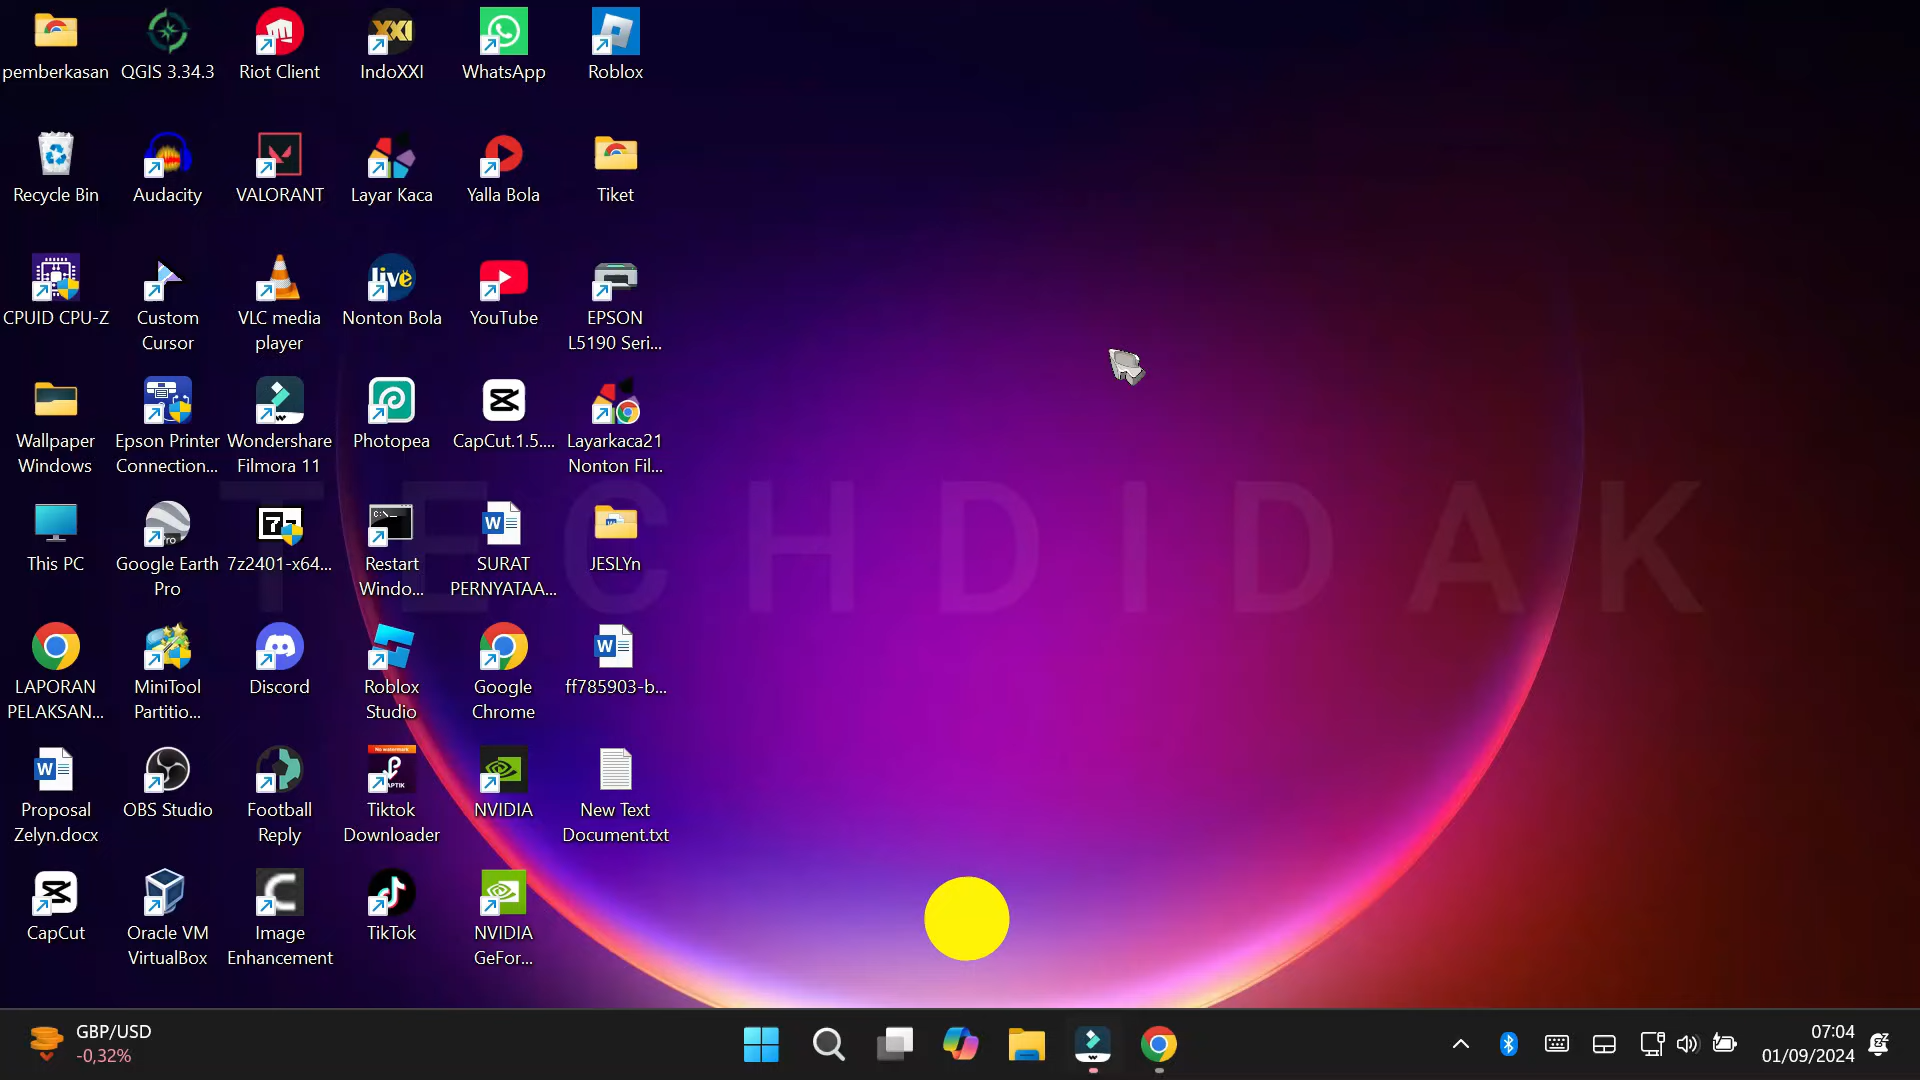 pemberkasan
QGIS 3.34.3
Riot Client
IndoXXI
WhatsApp
Roblox
Recycle Bin
Audacity
VALORANT
Layar Kaca
Yalla Bola
Tiket
CPUID CPU-Z
Custom
Cursor
VLC media
player
Nonton Bola
YouTube
EPSON
L5190 Seri...
Wallpaper
Windows
Epson Printer
Connection...
Wondershare
Filmora 11
Photopea
CapCut.1.5....
Layarkaca21
Nonton Fil...
This PC
Google Earth
Pro
7z2401-x64...
Restart
Windo...
SURAT
PERNYATAA...
JESLYn
TECHDIDAK
LAPORAN
PELAKSAN...
MiniTool
Partitio...
Discord
Roblox
Studio
Google
Chrome
ff785903-b...
Proposal
Zelyn.docx
OBS Studio
Football
Reply
Tiktok
Downloader
NVIDIA
New Text
Document.txt
CapCut
Oracle VM
VirtualBox
Image
Enhancement
TikTok
NVIDIA
GeFor...
GBP/USD
-0,32%
07:04
01/09/2024